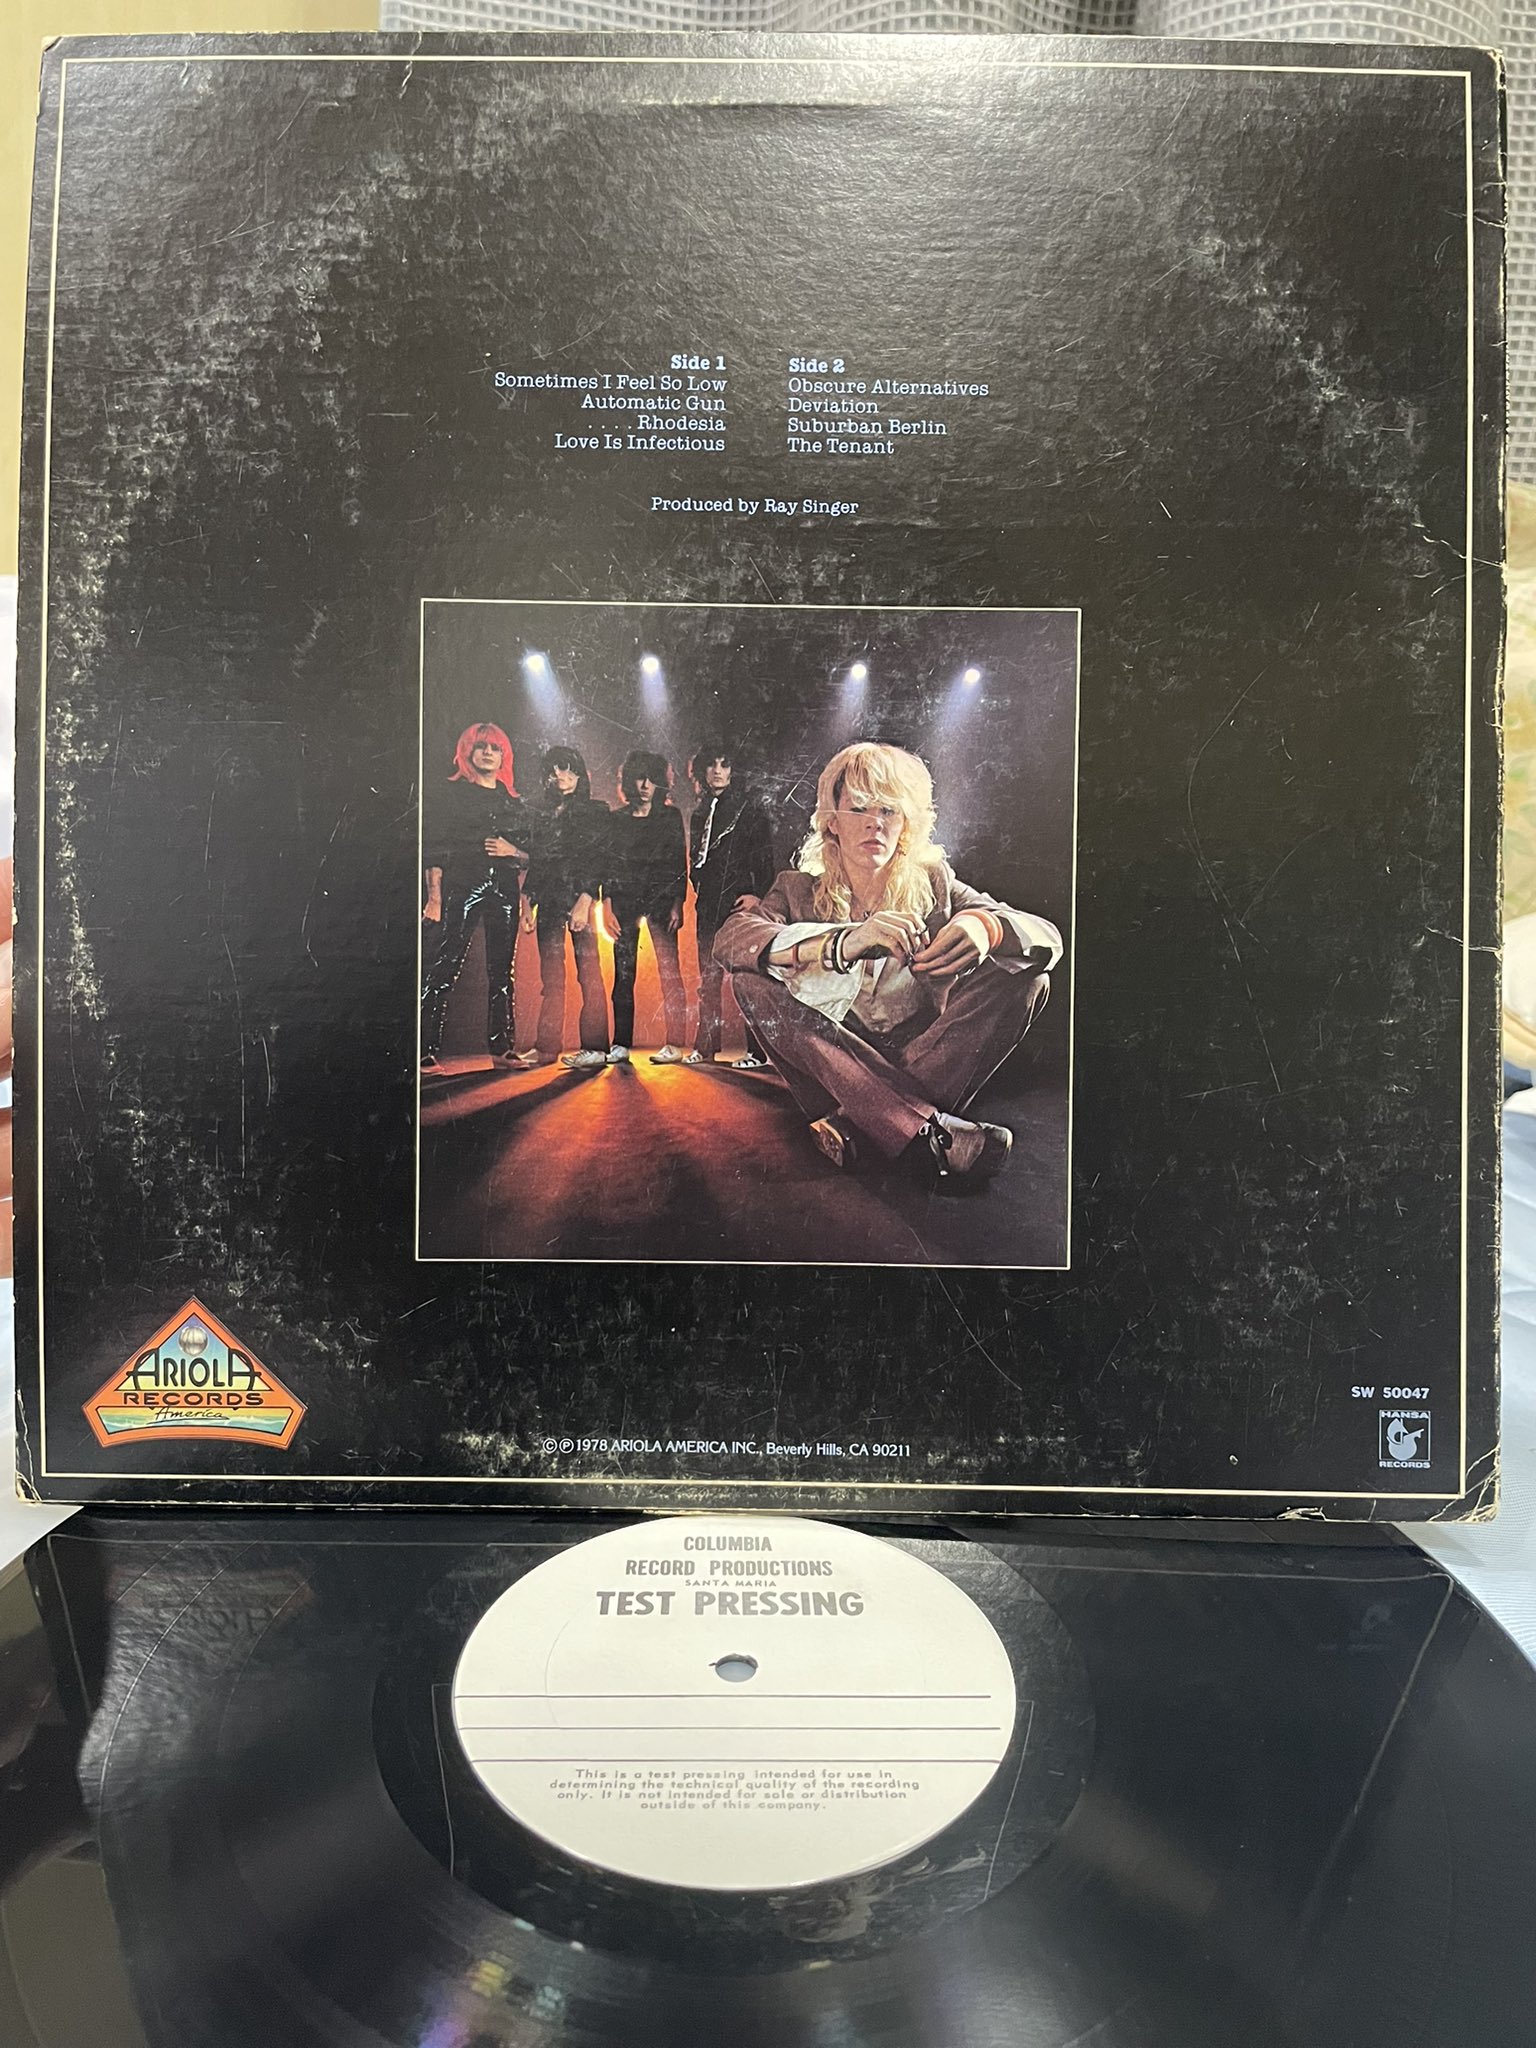 Side 1
Sometimes I Feel So Low
Automatic Gun
. . . . Rhodesia
Love Is Infectious
Side 2
Obscure Alternatives
Deviation
Suburban Berlin
The Tenant
Produced by Ray Singer
ARIOLA
RECORDS
America
©℗1978 ARIOLA AMERICA INC., Beverly Hills, CA 90211
SW 50047
HANSA
RECORDS
COLUMBIA
RECORD PRODUCTIONS
SANTA MARIA
TEST PRESSING
This is a test pressing intended for use in
determining the technical quality of the recording
only. It is not intended for sale or distribution
outside of this company.